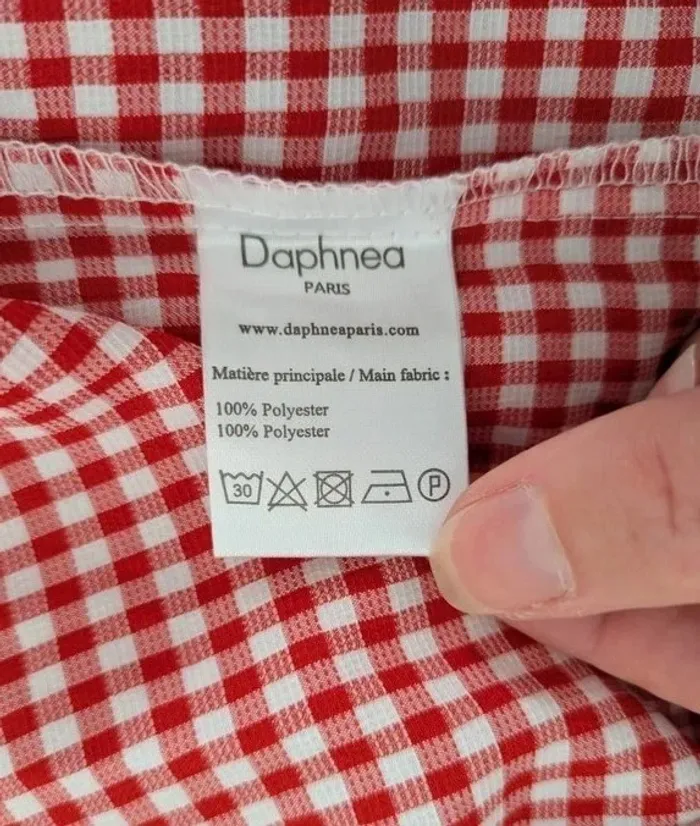 Daphnea
PARIS
www.daphneaparis.com
Matière principale / Main fabric :
100% Polyester
100% Polyester
30 P